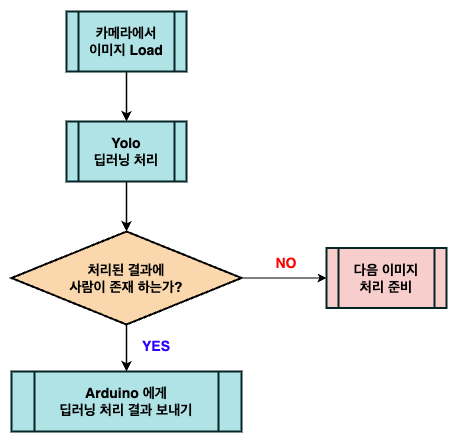 카메라에서
이미지 Load
Yolo
딥러닝 처리
처리된 결과에
사람이 존재 하는가?
NO
다음 이미지
처리 준비
YES
Arduino 에게
딥러닝 처리 결과 보내기